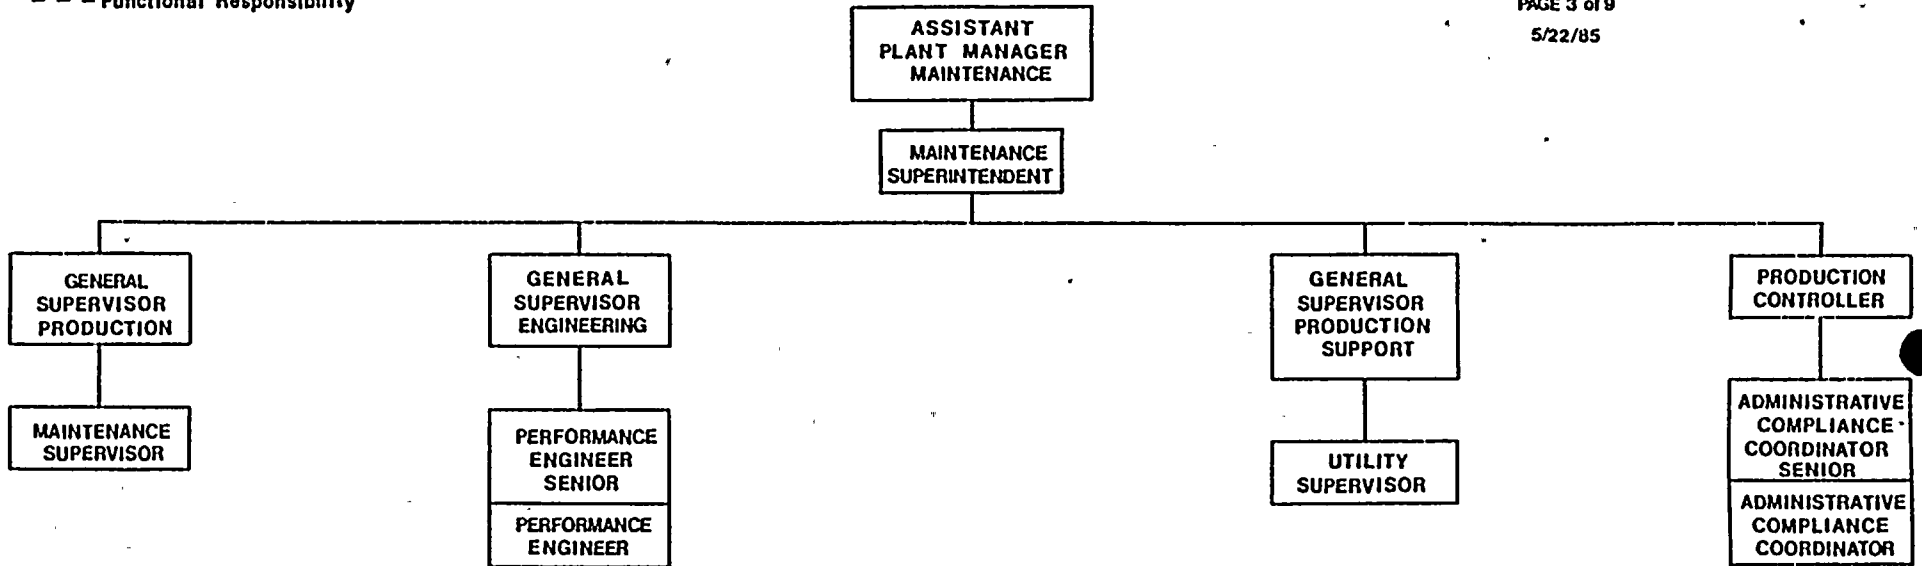 — — — Functional Responsibility
PAGE 3 of 9
5/22/85
ASSISTANT
PLANT MANAGER
MAINTENANCE
MAINTENANCE
SUPERINTENDENT
GENERAL
SUPERVISOR
PRODUCTION
MAINTENANCE
SUPERVISOR
GENERAL
SUPERVISOR
ENGINEERING
PERFORMANCE
ENGINEER
SENIOR
PERFORMANCE
ENGINEER
GENERAL
SUPERVISOR
PRODUCTION
SUPPORT
UTILITY
SUPERVISOR
PRODUCTION
CONTROLLER
ADMINISTRATIVE
COMPLIANCE
COORDINATOR
SENIOR
ADMINISTRATIVE
COMPLIANCE
COORDINATOR